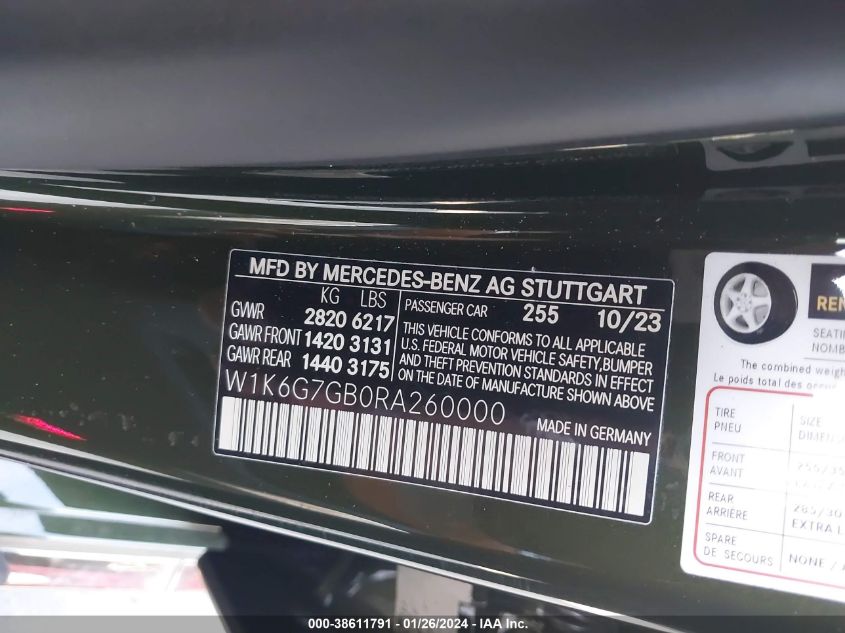 MFD BY MERCEDES-BENZ AG STUTTGART
KG LBS
GVWR 2820 6217
GAWR FRONT 1420 3131
GAWR REAR 1440 3175
PASSENGER CAR 255 10/23
THIS VEHICLE CONFORMS TO ALL APPLICABLE
U.S. FEDERAL MOTOR VEHICLE SAFETY, BUMPER
AND THEFT PREVENTION STANDARDS IN EFFECT
ON THE DATE OF MANUFACTURE SHOWN ABOVE
W1K6G7GB0RA260000
MADE IN GERMANY
The combined
Le poids total
TIRE
PNEU
SIZE
FRONT
AVANT
REAR
ARRIÈRE
EXTRA
SPARE
DE SECOURS
NONE /
000-38611791 - 01/26/2024 - IAA Inc.